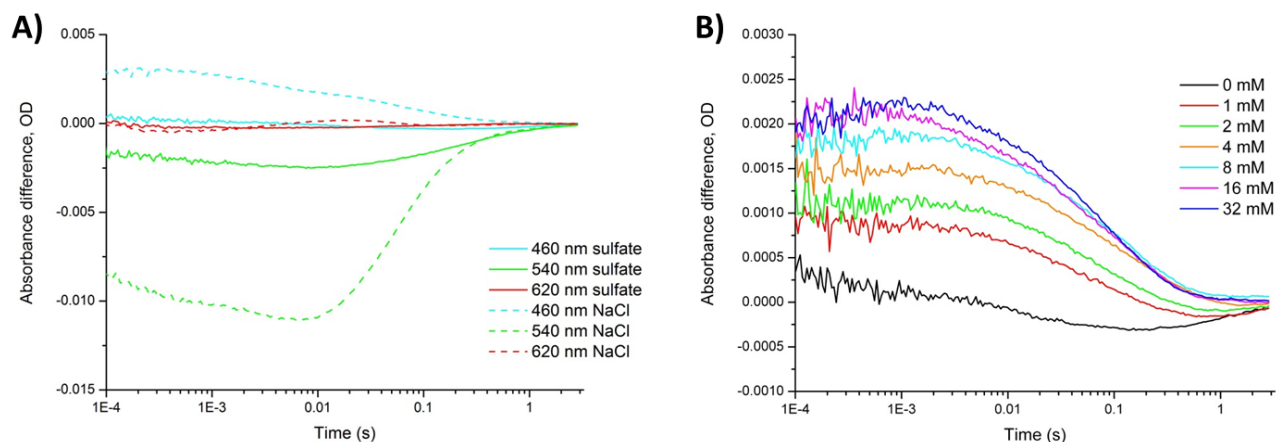 A)
0.005
0.000
-0.005
-0.010
-0.015
Absorbance difference, OD
1E-4
1E-3
0.01
0.1
1
Time (s)
460 nm sulfate
540 nm sulfate
620 nm sulfate
460 nm NaCl
540 nm NaCl
620 nm NaCl
B)
0.0030
0.0025
0.0020
0.0015
0.0010
0.0005
0.0000
-0.0005
-0.0010
Absorbance difference, OD
1E-4
1E-3
0.01
0.1
1
Time (s)
0 mM
1 mM
2 mM
4 mM
8 mM
16 mM
32 mM